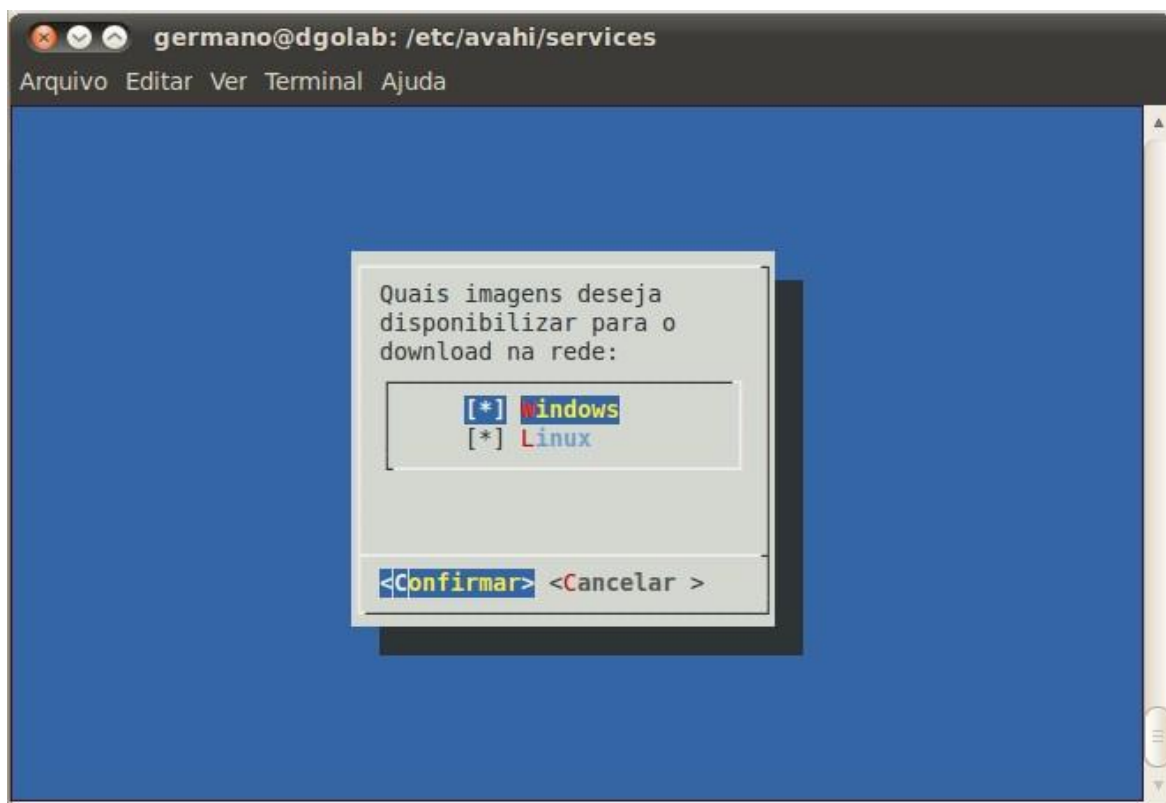 germano@dgolab: /etc/avahi/services
Arquivo Editar Ver Terminal Ajuda
Quais imagens deseja
disponibilizar para o
download na rede:
[*] Windows
[*] Linux
<Confirmar> <Cancelar >